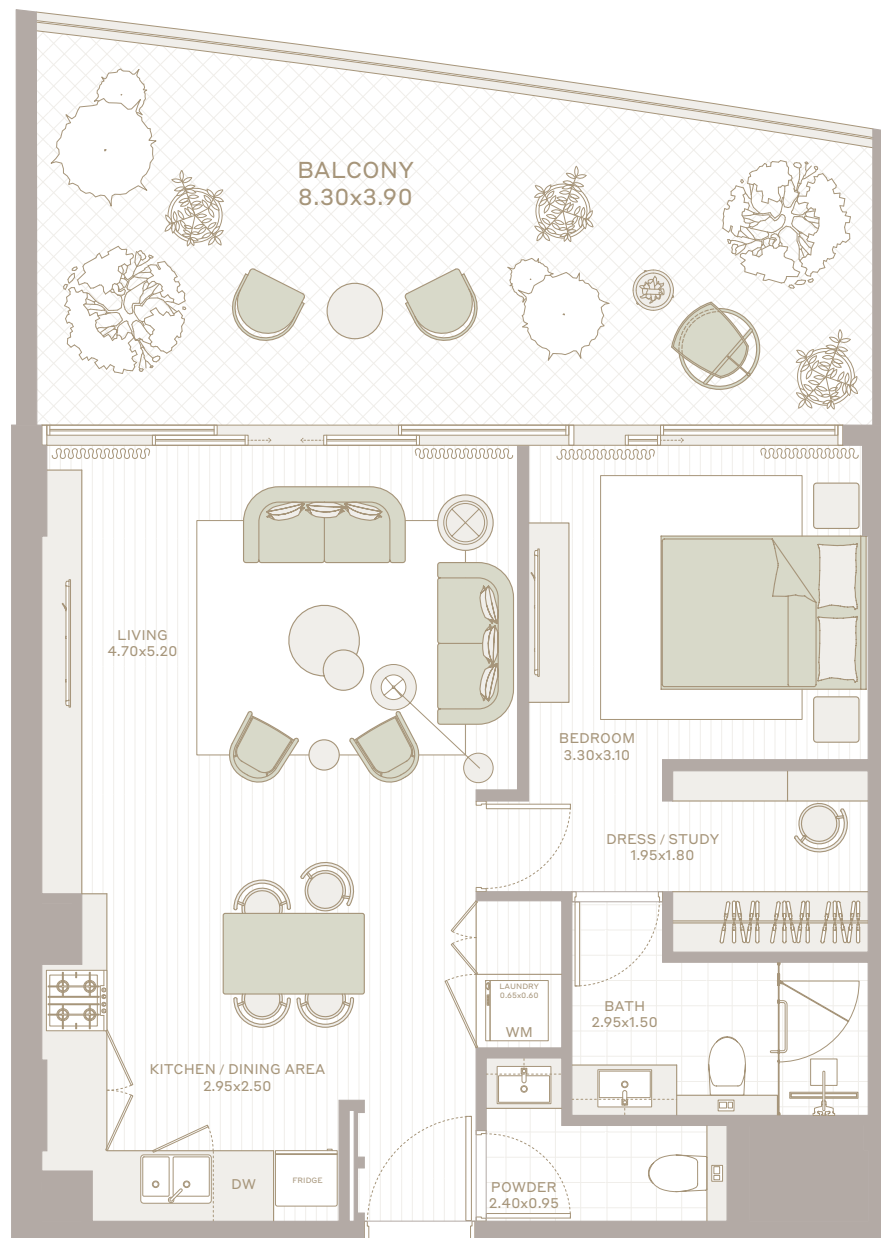 BALCONY
8.30x3.90
LIVING
4.70x5.20
BEDROOM
3.30x3.10
DRESS / STUDY
1.95x1.80
LAUNDRY
0.65x0.60
WM
BATH
2.95x1.50
KITCHEN / DINING AREA
2.95x2.50
DW
FRIDGE
POWDER
2.40x0.95